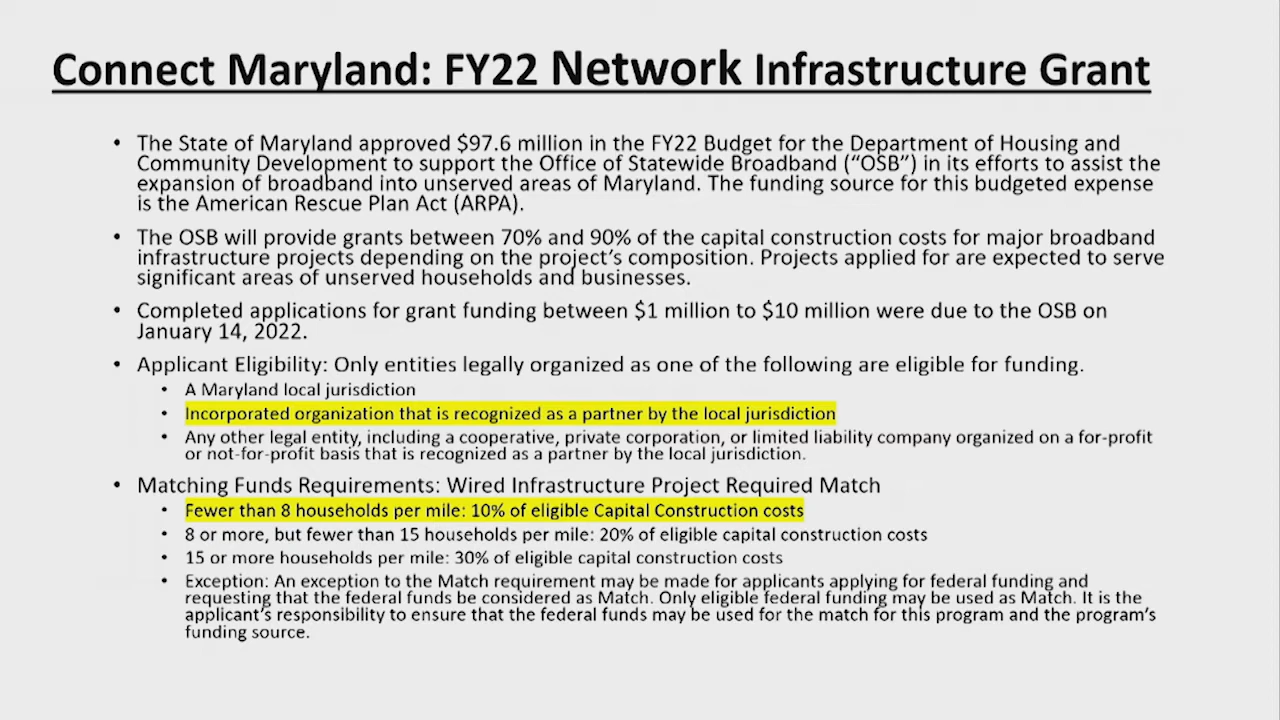 Connect Maryland: FY22 Network Infrastructure Grant
• The State of Maryland approved $97.6 million in the FY22 Budget for the Department of Housing and
Community Development to support the Office of Statewide Broadband (“OSB”) in its efforts to assist the
expansion of broadband into unserved areas of Maryland. The funding source for this budgeted expense
is the American Rescue Plan Act (ARPA).
• The OSB will provide grants between 70% and 90% of the capital construction costs for major broadband
infrastructure projects depending on the project’s composition. Projects applied for are expected to serve
significant areas of unserved households and businesses.
• Completed applications for grant funding between $1 million to $10 million were due to the OSB on
January 14, 2022.
• Applicant Eligibility: Only entities legally organized as one of the following are eligible for funding.
• A Maryland local jurisdiction
• Incorporated organization that is recognized as a partner by the local jurisdiction
• Any other legal entity, including a cooperative, private corporation, or limited liability company organized on a for-profit
or not-for-profit basis that is recognized as a partner by the local jurisdiction.
• Matching Funds Requirements: Wired Infrastructure Project Required Match
• Fewer than 8 households per mile: 10% of eligible Capital Construction costs
• 8 or more, but fewer than 15 households per mile: 20% of eligible capital construction costs
• 15 or more households per mile: 30% of eligible capital construction costs
• Exception: An exception to the Match requirement may be made for applicants applying for federal funding and
requesting that the federal funds be considered as Match. Only eligible federal funding may be used as Match. It is the
applicant’s responsibility to ensure that the federal funds may be used for the match for this program and the program’s
funding source.